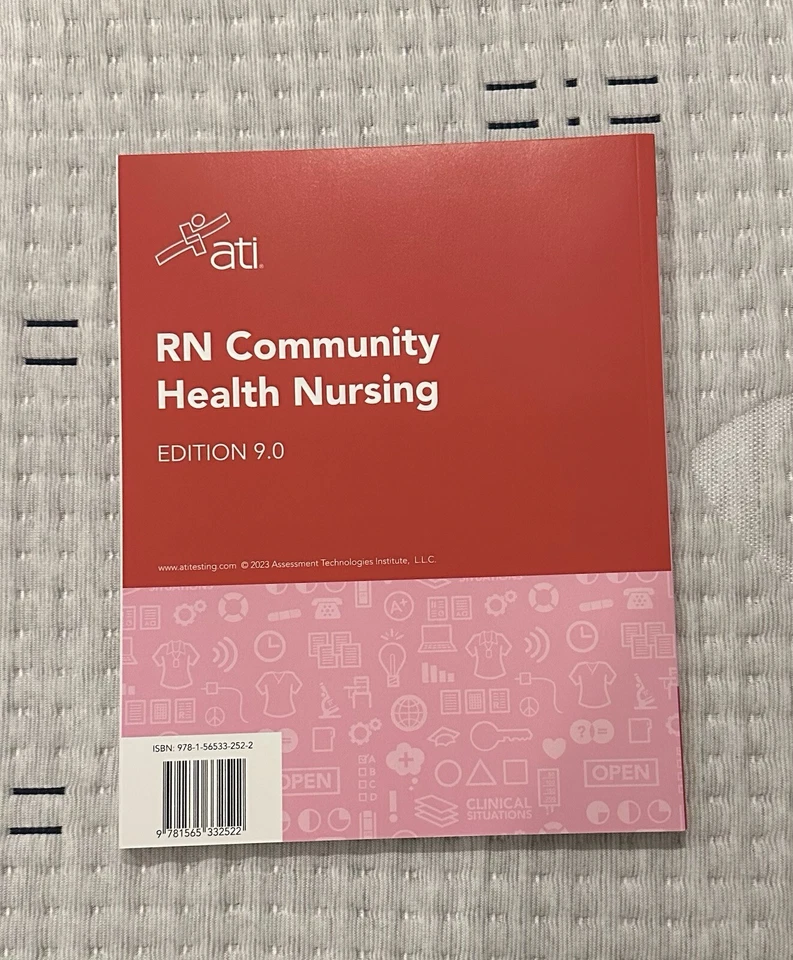 ati®
RN Community
Health Nursing
EDITION 9.0
www.atitesting.com © 2023 Assessment Technologies Institute, L.L.C.
A+
ISBN: 978-1-56533-252-2
9 781565 332522
OPEN
A
B
C
D
CLINICAL
SITUATIONS
??=
OPEN